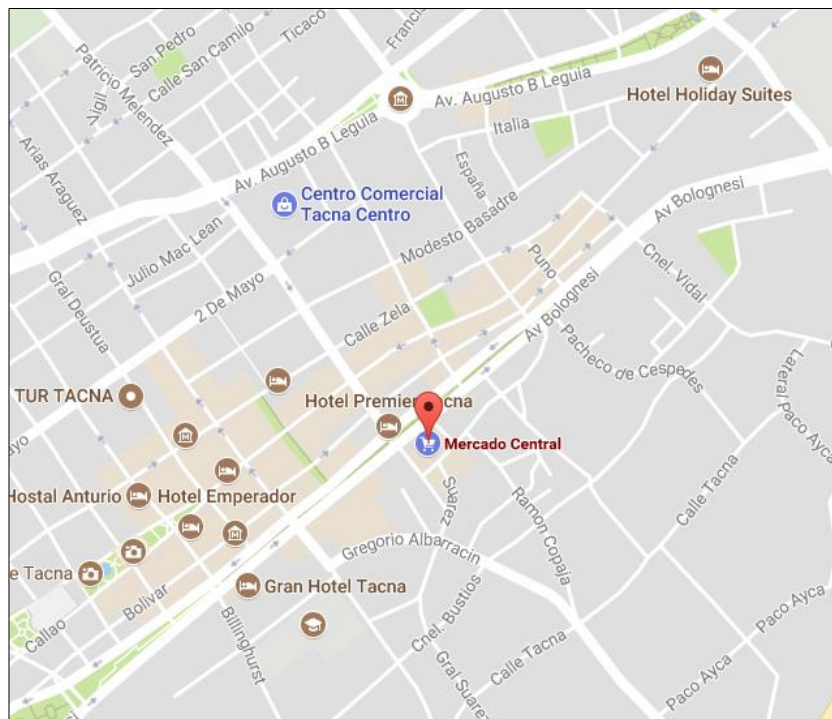 San Pedro
Ticaco
Francis
Patricio Melendez
Vigil
Calle San Camilo
Av. Augusto B Leguia
Hotel Holiday Suites
Italia
Arias Araguez
Av. Augusto B Leguia
España
Centro Comercial
Tacna Centro
Av Bolognesi
Modesto Basadre
Julio Mac Lean
Puno
Cnel. Vidal
Gral Deustua
2 De Mayo
Calle Zela
Av Bolognesi
Pacheco de Cespedes
Lateral Paco Ayca
TUR TACNA
Hotel Premier Tacna
Mercado Central
ayo
Calle Tacna
Hostal Anturio
Hotel Emperador
Suarez
Ramon Copaja
Gregorio Albarracin
e Tacna
Gran Hotel Tacna
Bolivar
Callao
Billinghurst
Cnel. Bustios
Gral Suarez
Calle Tacna
Paco Ayca
Paco Ayca